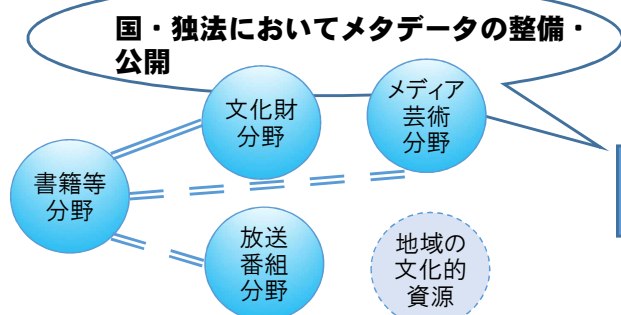 国・独法においてメタデータの整備・
公開
文化財
分野
メディア
芸術
分野
書籍等
分野
放送
番組
分野
地域の
文化的
資源